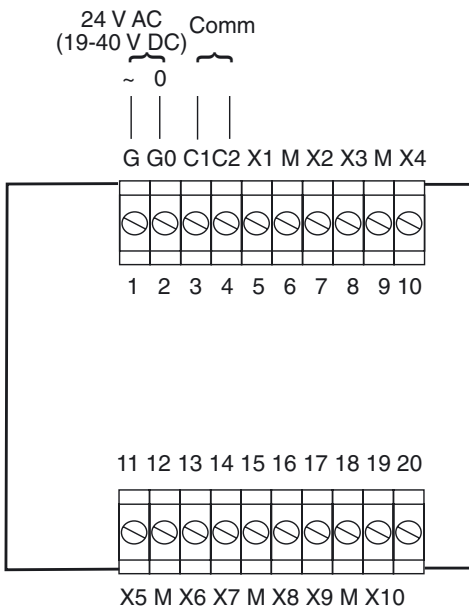 24 V AC
(19-40 V DC) Comm
~ 0
G G0 C1 C2 X1 M X2 X3 M X4
1 2 3 4 5 6 7 8 9 10
11 12 13 14 15 16 17 18 19 20
X5 M X6 X7 M X8 X9 M X10